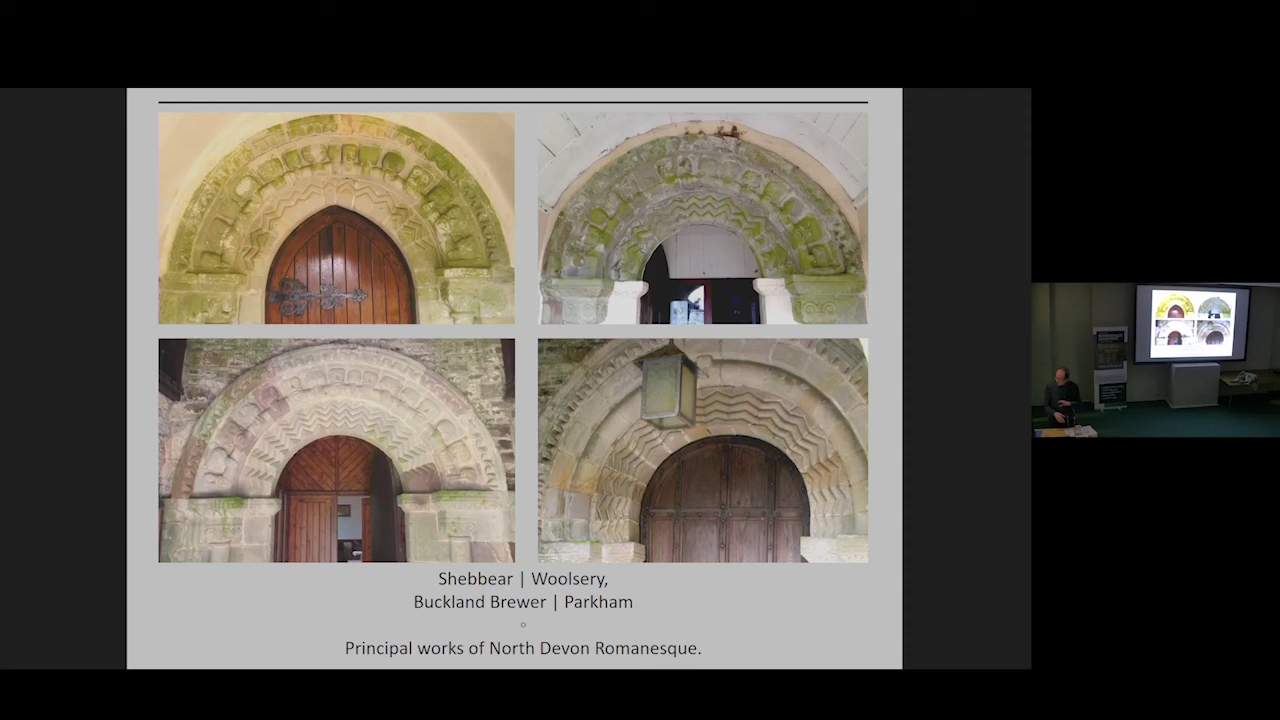 Shebbear | Woolsery,
Buckland Brewer | Parkham
Principal works of North Devon Romanesque.